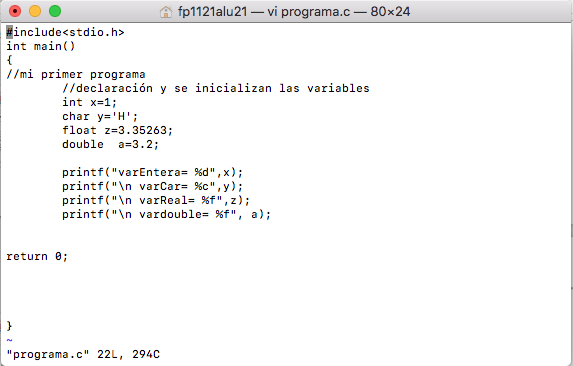 fp1121alu21 — vi programa.c — 80×24
#include<stdio.h>
int main()
{
//mi primer programa
        //declaración y se inicializan las variables
        int x=1;
        char y='H';
        float z=3.35263;
        double  a=3.2;
        printf("varEntera= %d",x);
        printf("\n varCar= %c",y);
        printf("\n varReal= %f",z);
        printf("\n vardouble= %f", a);
return 0;
}
~
"programa.c" 22L, 294C